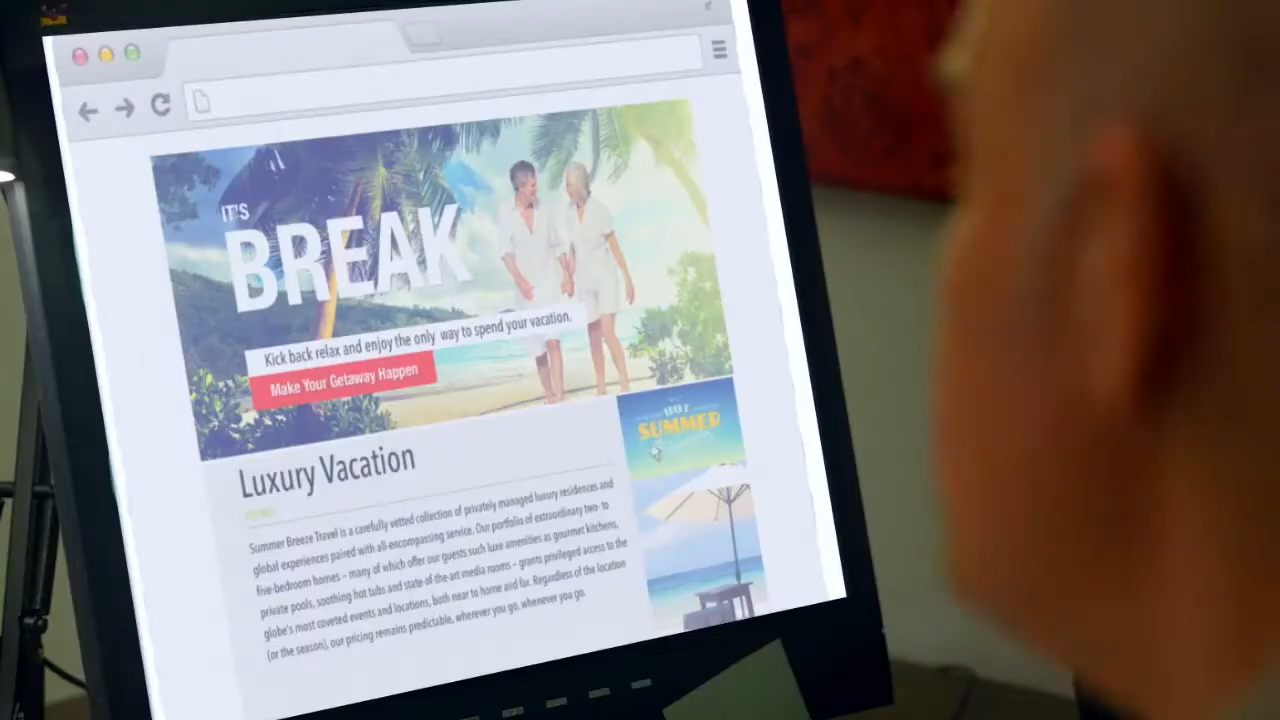 IT'S
BREAK
Kick back relax and enjoy the only way to spend your vacation.
Make Your Getaway Happen
HOT
SUMMER
Luxury Vacation
Summer Breeze Travel is a carefully vetted collection of privately managed luxury residences and
global experiences paired with all-encompassing service. Our portfolio of extraordinary two- to
five-bedroom homes – many of which offer our guests such luxe amenities as gourmet kitchens,
private pools, soothing hot tubs and state-of-the-art media rooms – grants privileged access to the
globe's most coveted events and locations, both near to home and far. Regardless of the location
(or the season), our pricing remains predictable, wherever you go, whenever you go.